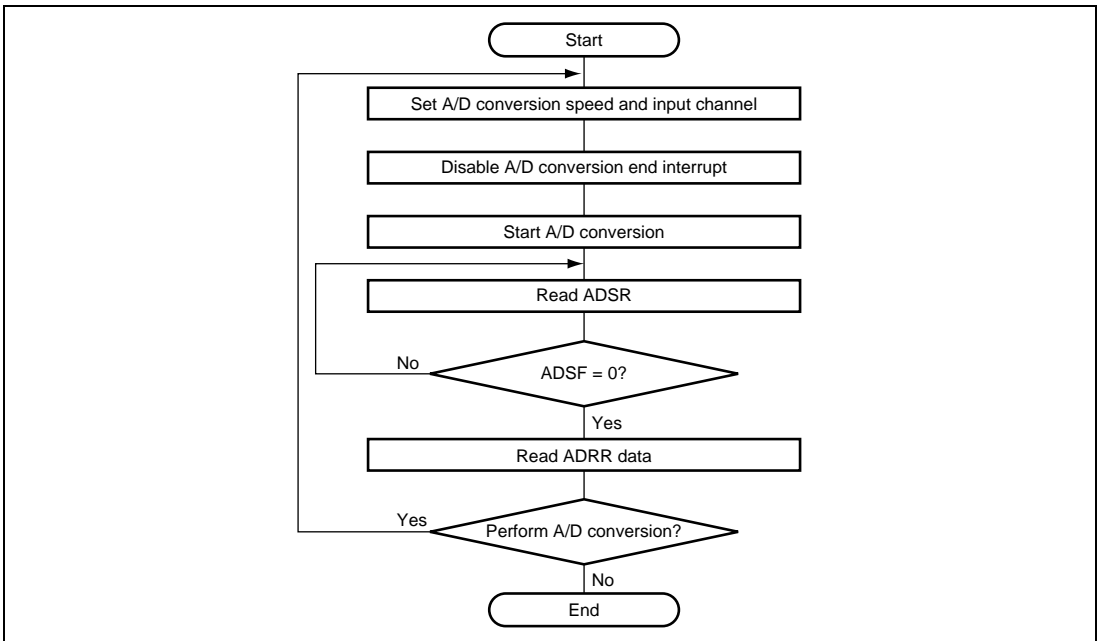 Start
Set A/D conversion speed and input channel
Disable A/D conversion end interrupt
Start A/D conversion
Read ADSR
No
ADSF = 0?
Yes
Read ADRR data
Yes
Perform A/D conversion?
No
End